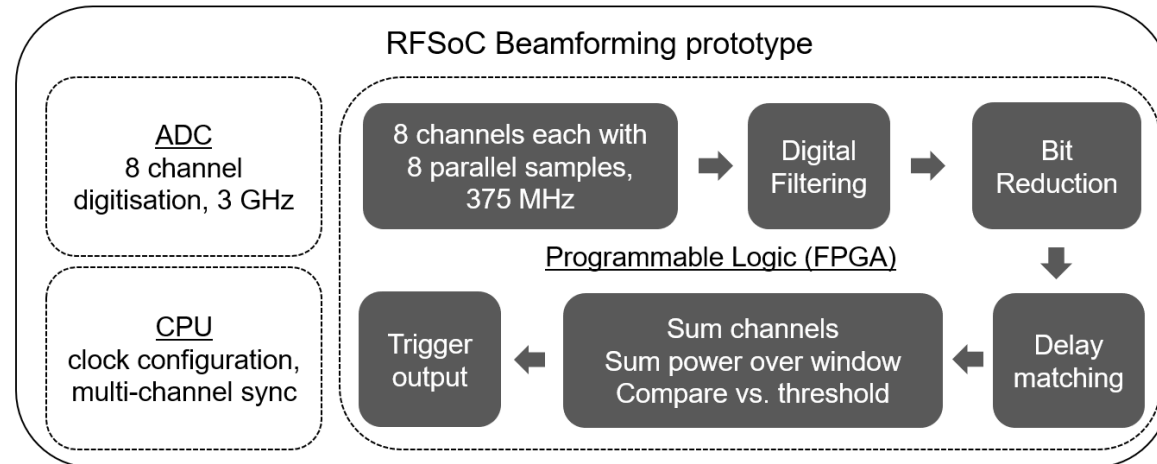 RFSoC Beamforming prototype
ADC
8 channel
digitisation, 3 GHz
CPU
clock configuration,
multi-channel sync
8 channels each with
8 parallel samples,
375 MHz
Digital
Filtering
Bit
Reduction
Programmable Logic (FPGA)
Delay
matching
Sum channels
Sum power over window
Compare vs. threshold
Trigger
output